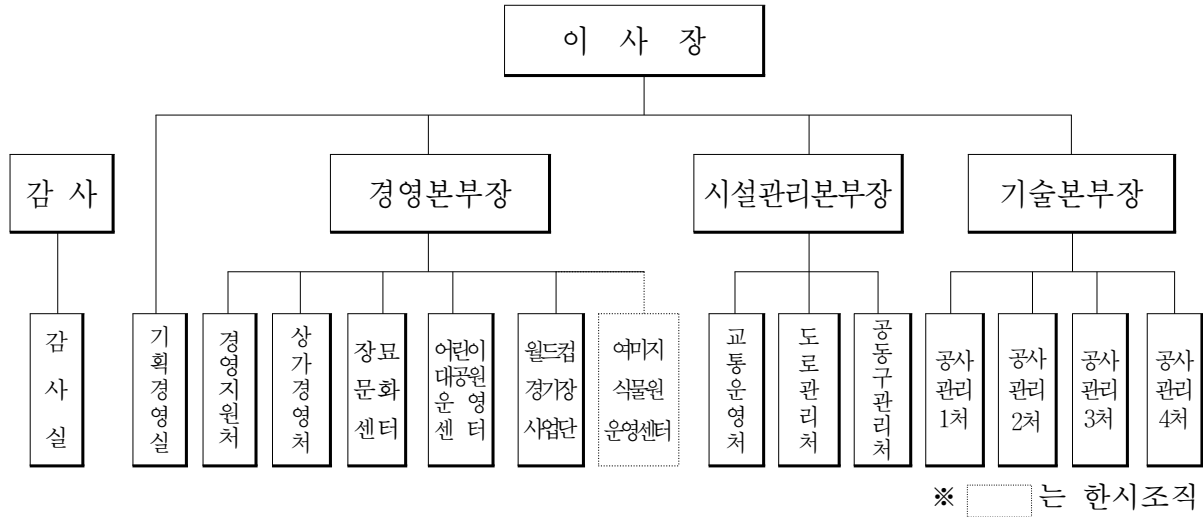 이 사 장
감 사
경영본부장
시설관리본부장
기술본부장
감
사
실
기획경영실
경영지원처
상가경영처
장묘
문화
센터
어린이
대공원
운 영
센 터
월드컵
경기장
사업단
여미지
식물원
운영센터
교통운영처
도로관리처
공동구관리처
공사
관리
1처
공사
관리
2처
공사
관리
3처
공사
관리
4처
※ 는 한시조직